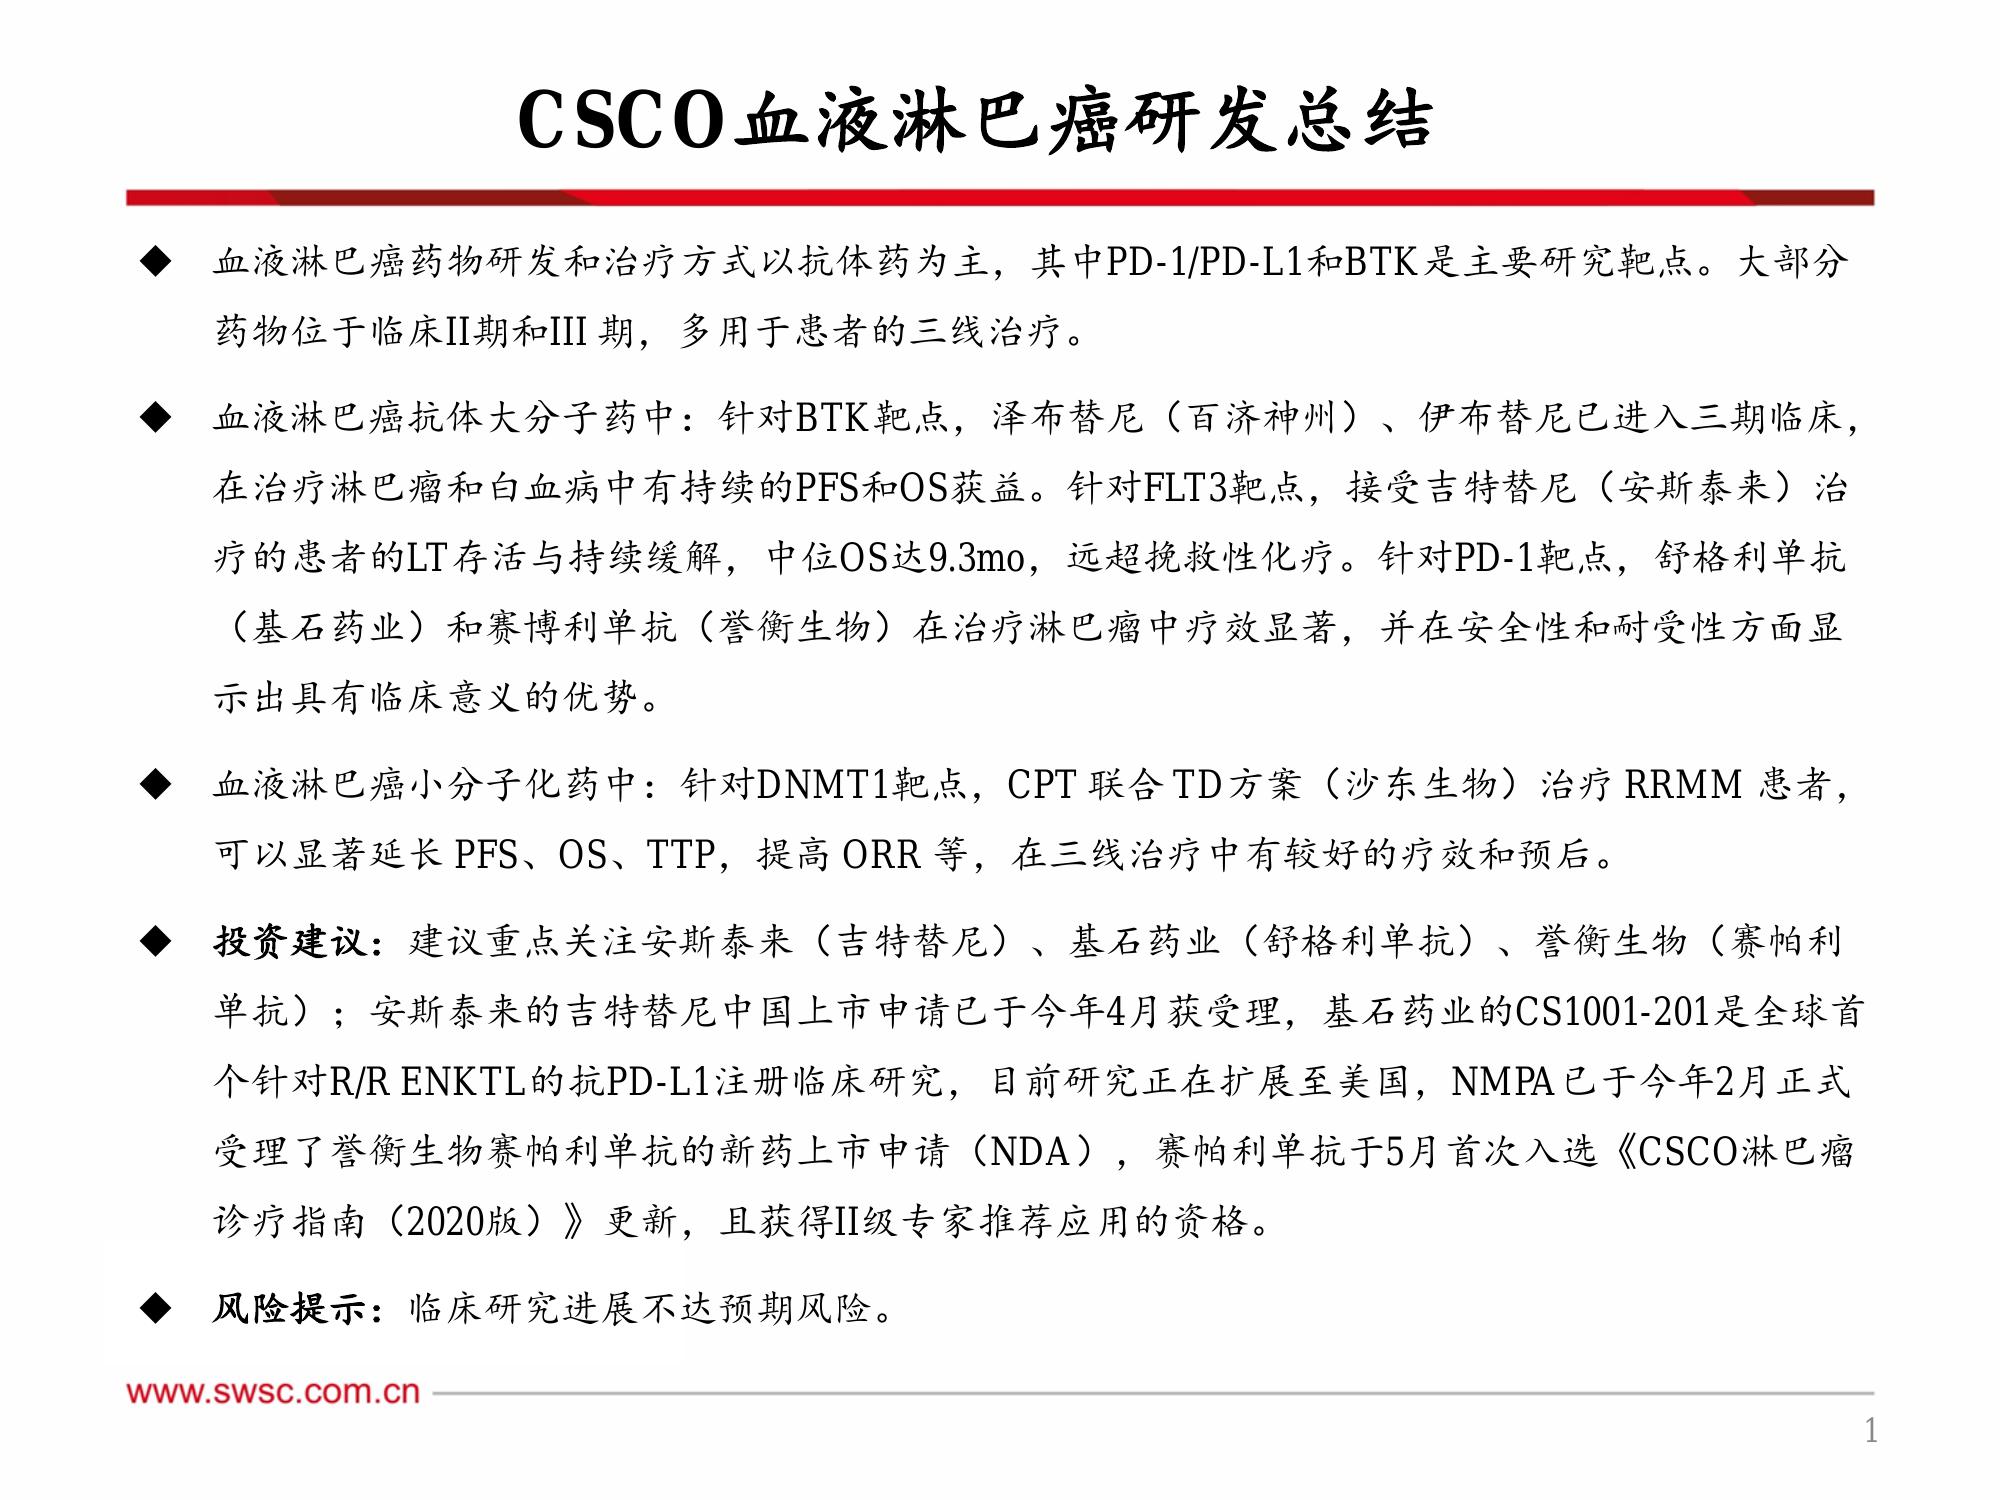 CSCO血液淋巴癌研发总结
◆ 血液淋巴癌药物研发和治疗方式以抗体药为主，其中PD-1/PD-L1和BTK是主要研究靶点。大部分
药物位于临床II期和III 期，多用于患者的三线治疗。
◆ 血液淋巴癌抗体大分子药中：针对BTK靶点，泽布替尼（百济神州）、伊布替尼已进入三期临床，
在治疗淋巴瘤和白血病中有持续的PFS和OS获益。针对FLT3靶点，接受吉特替尼（安斯泰来）治
疗的患者的LT存活与持续缓解，中位OS达9.3mo，远超挽救性化疗。针对PD-1靶点，舒格利单抗
（基石药业）和赛博利单抗（誉衡生物）在治疗淋巴瘤中疗效显著，并在安全性和耐受性方面显
示出具有临床意义的优势。
◆ 血液淋巴癌小分子化药中：针对DNMT1靶点，CPT 联合 TD方案（沙东生物）治疗 RRMM 患者，
可以显著延长 PFS、OS、TTP，提高 ORR 等，在三线治疗中有较好的疗效和预后。
◆ 投资建议：建议重点关注安斯泰来（吉特替尼）、基石药业（舒格利单抗）、誉衡生物（赛帕利
单抗）；安斯泰来的吉特替尼中国上市申请已于今年4月获受理，基石药业的CS1001-201是全球首
个针对R/R ENKTL的抗PD-L1注册临床研究，目前研究正在扩展至美国，NMPA已于今年2月正式
受理了誉衡生物赛帕利单抗的新药上市申请（NDA），赛帕利单抗于5月首次入选《CSCO淋巴瘤
诊疗指南（2020版）》更新，且获得II级专家推荐应用的资格。
◆ 风险提示：临床研究进展不达预期风险。
www.swsc.com.cn
1